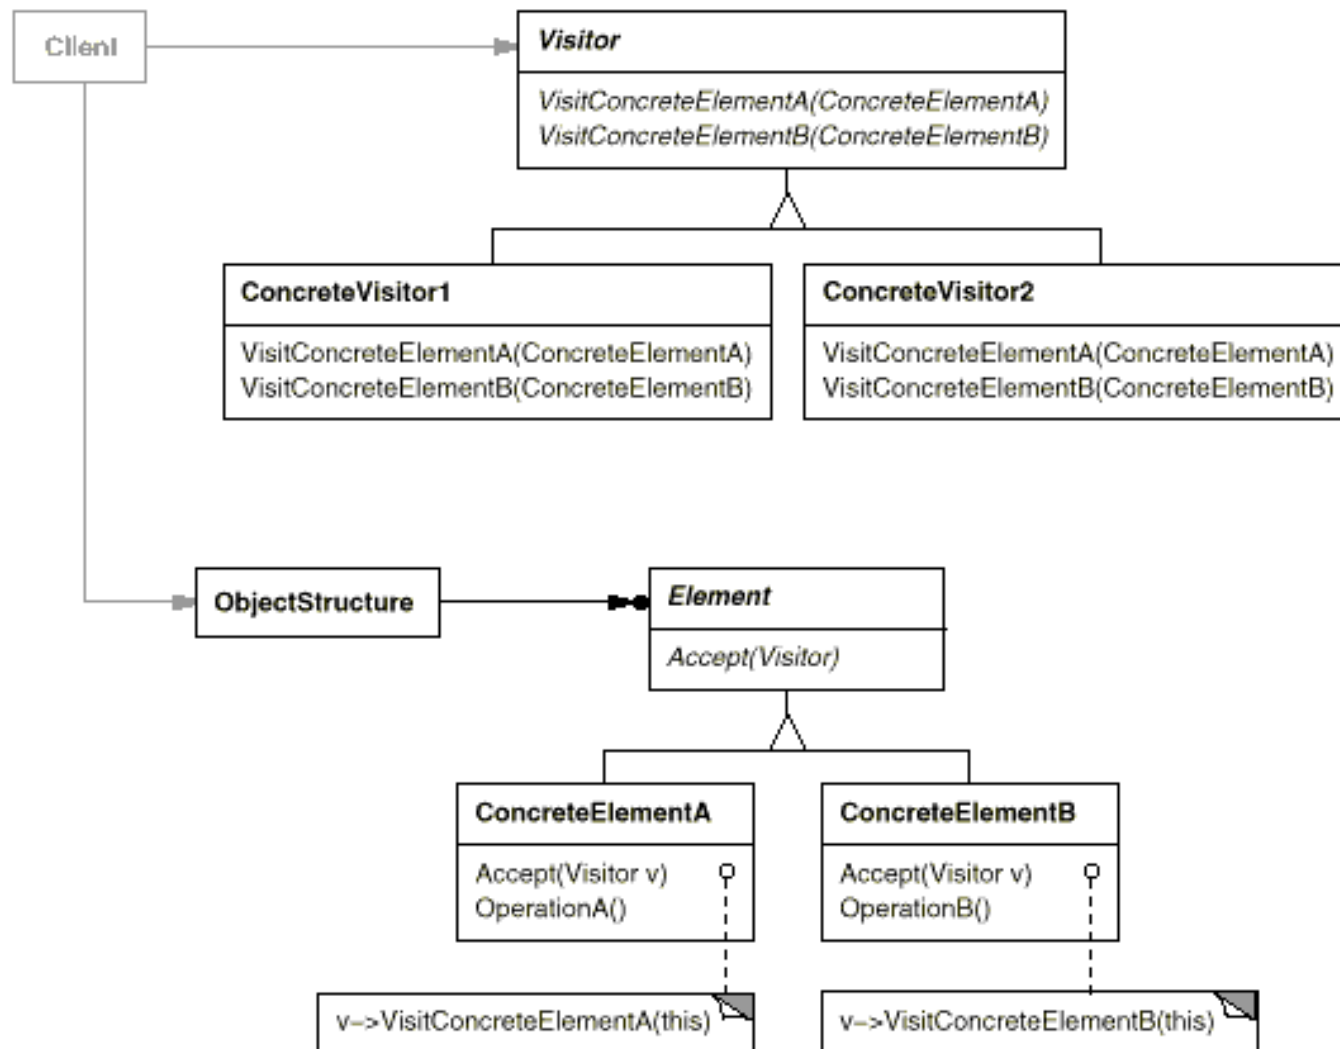 Client
Visitor
VisitConcreteElementA(ConcreteElementA)
VisitConcreteElementB(ConcreteElementB)
ConcreteVisitor1
VisitConcreteElementA(ConcreteElementA)
VisitConcreteElementB(ConcreteElementB)
ConcreteVisitor2
VisitConcreteElementA(ConcreteElementA)
VisitConcreteElementB(ConcreteElementB)
ObjectStructure
Element
Accept(Visitor)
ConcreteElementA
Accept(Visitor v)
OperationA()
ConcreteElementB
Accept(Visitor v)
OperationB()
v–>VisitConcreteElementA(this)
v–>VisitConcreteElementB(this)